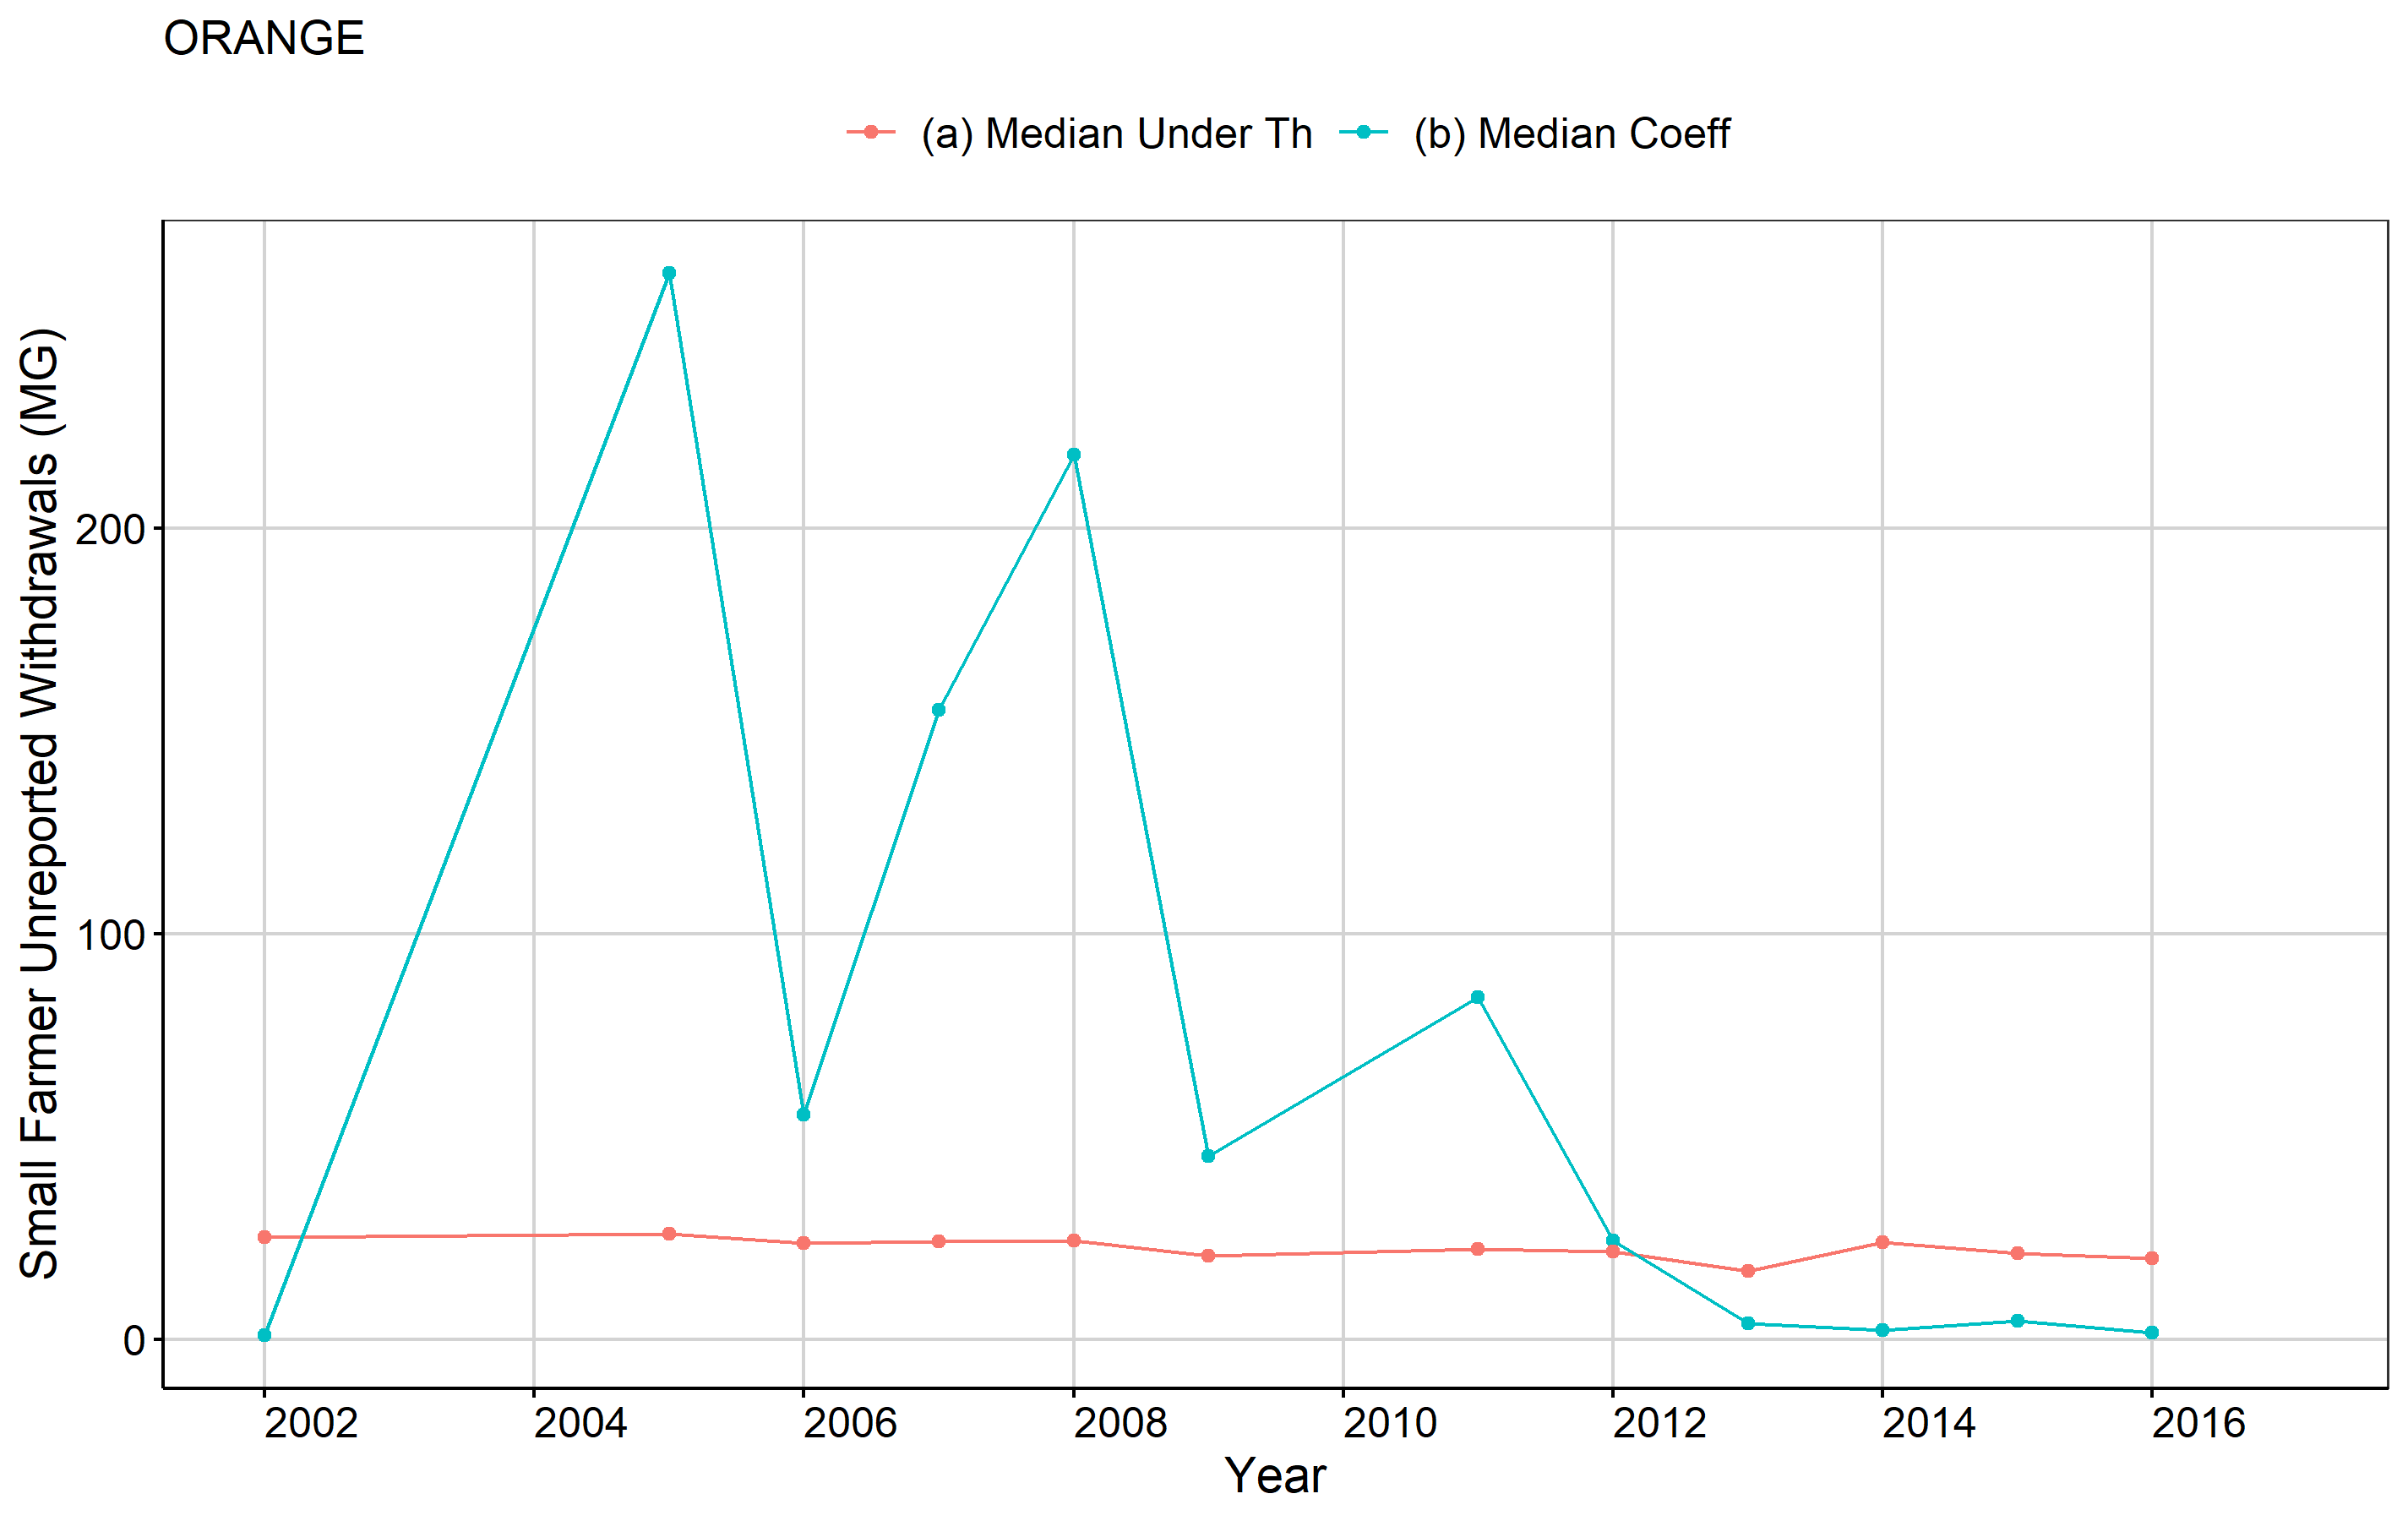 ORANGE
(a) Median Under Th (b) Median Coeff
Small Farmer Unreported Withdrawals (MG)
200
100
0
2002 2004 2006 2008 2010 2012 2014 2016
Year